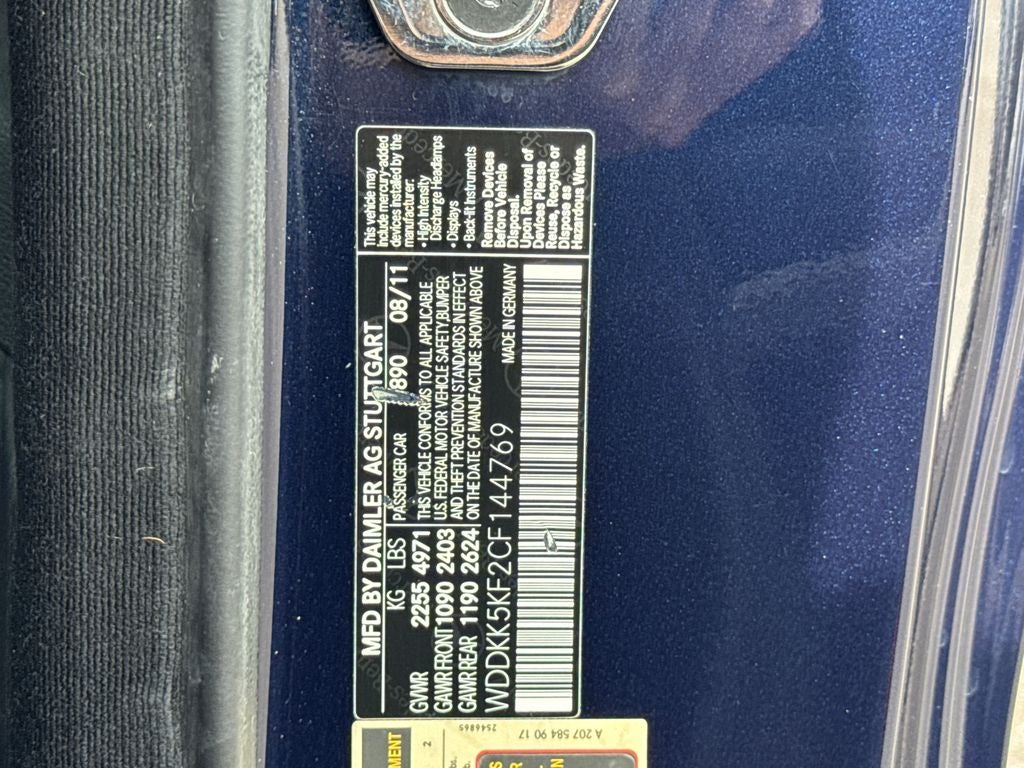 MFD BY DAIMLER AG STUTTGART
KG LBS
GVWR 2255 4971
GAWR FRONT 1090 2403
GAWR REAR 1190 2624
PASSENGER CAR 890 08/11
THIS VEHICLE CONFORMS TO ALL APPLICABLE
U.S. FEDERAL MOTOR VEHICLE SAFETY, BUMPER
AND THEFT PREVENTION STANDARDS IN EFFECT
ON THE DATE OF MANUFACTURE SHOWN ABOVE
WDDKK5KF2CF144769
MADE IN GERMANY
This vehicle may
include mercury-added
devices installed by the
manufacturer:
• High Intensity
Discharge Headlamps
• Displays
• Back-lit Instruments
Remove Devices
Before Vehicle
Disposal.
Upon Removal of
Devices Please
Reuse, Recycle or
Dispose as
Hazardous Waste.
2546865
A 207 584 90 17
2